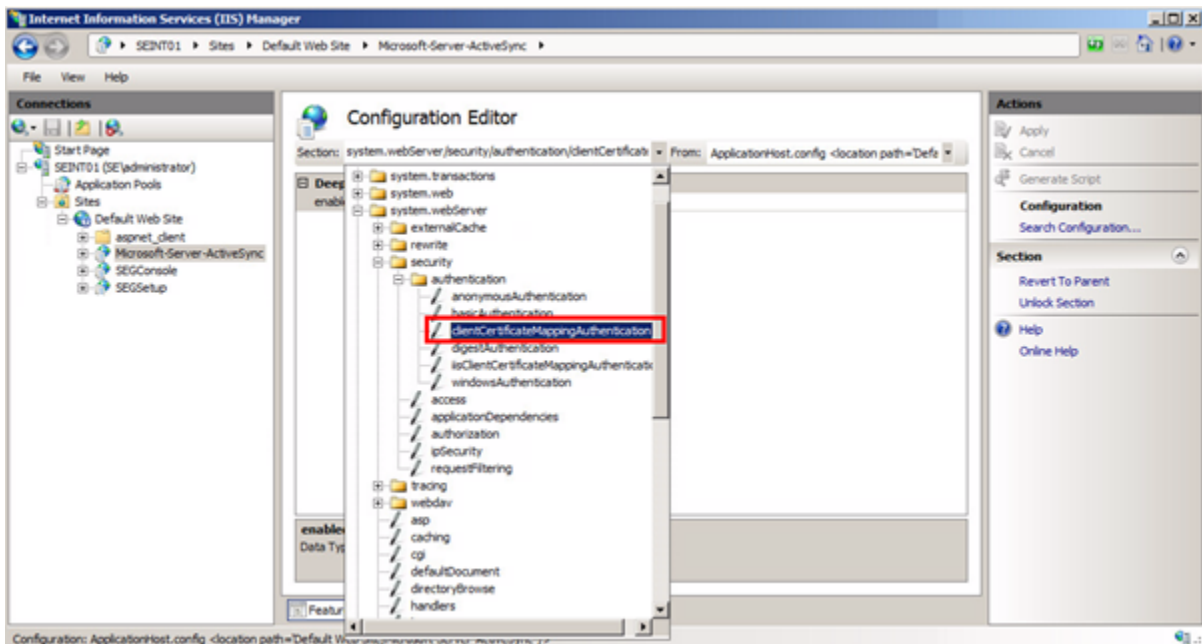 Internet Information Services (IIS) Manager
SEINT01 Sites Default Web Site Microsoft-Server-ActiveSync
File View Help
Connections
Start Page
SEINT01 (SE\administrator)
Application Pools
Sites
Default Web Site
aspnet_client
Microsoft-Server-ActiveSync
SEGConsole
SEGSetup
Configuration Editor
Section: system.webServer/security/authentication/clientCertificate From: ApplicationHost.config <location path='Defa
Deep
enabl
system.transactions
system.web
system.webServer
externalCache
rewrite
security
authentication
anonymousAuthentication
basicAuthentication
clientCertificateMappingAuthentication
digestAuthentication
iisClientCertificateMappingAuthenticatio
windowsAuthentication
access
applicationDependencies
authorization
ipSecurity
requestFiltering
tracing
webdav
asp
caching
cgi
defaultDocument
directoryBrowse
handlers
enable
Data Typ
Featur
Actions
Apply
Cancel
Generate Script
Configuration
Search Configuration...
Section
Revert To Parent
Unlock Section
Help
Online Help
Configuration: ApplicationHost.config <location path='Default